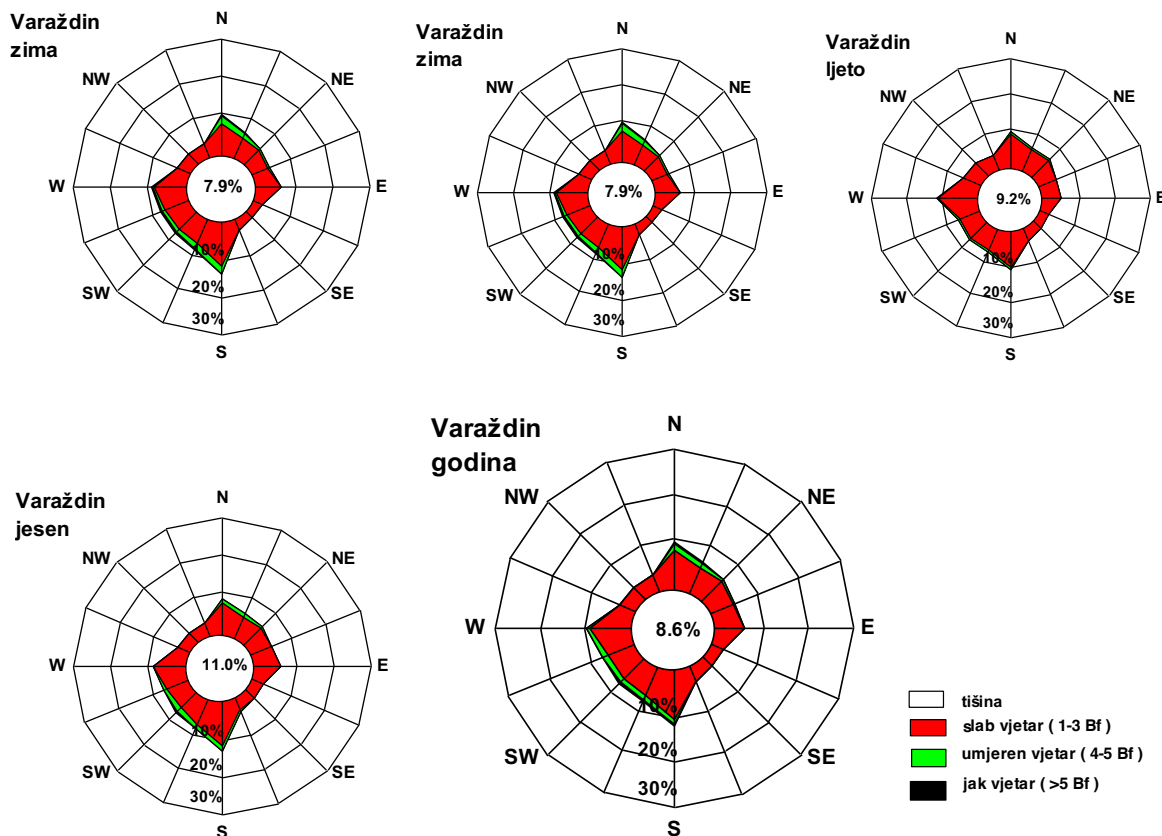 Varaždin
zima
N
NW
NE
W
7.9%
E
10%
SW
20%
SE
30%
S
Varaždin
zima
N
NW
NE
W
7.9%
E
10%
SW
20%
SE
30%
S
Varaždin
ljeto
N
NW
NE
W
9.2%
E
10%
SW
20%
SE
30%
S
Varaždin
jesen
N
NW
NE
W
11.0%
E
10%
SW
20%
SE
30%
S
Varaždin
godina
N
NW
NE
W
8.6%
E
10%
SW
20%
SE
30%
S
tišina
slab vjetar ( 1-3 Bf )
umjeren vjetar ( 4-5 Bf )
jak vjetar ( >5 Bf )